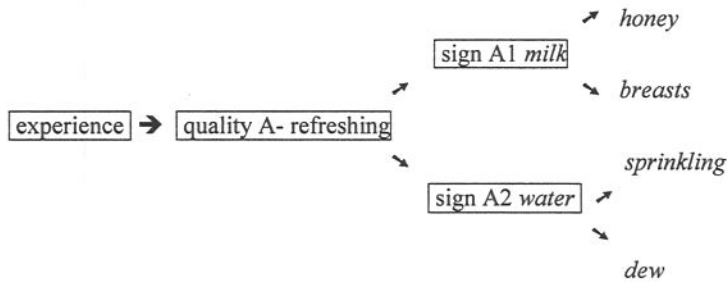 honey
sign A1 milk
breasts
experience
quality A- refreshing
sprinkling
sign A2 water
dew